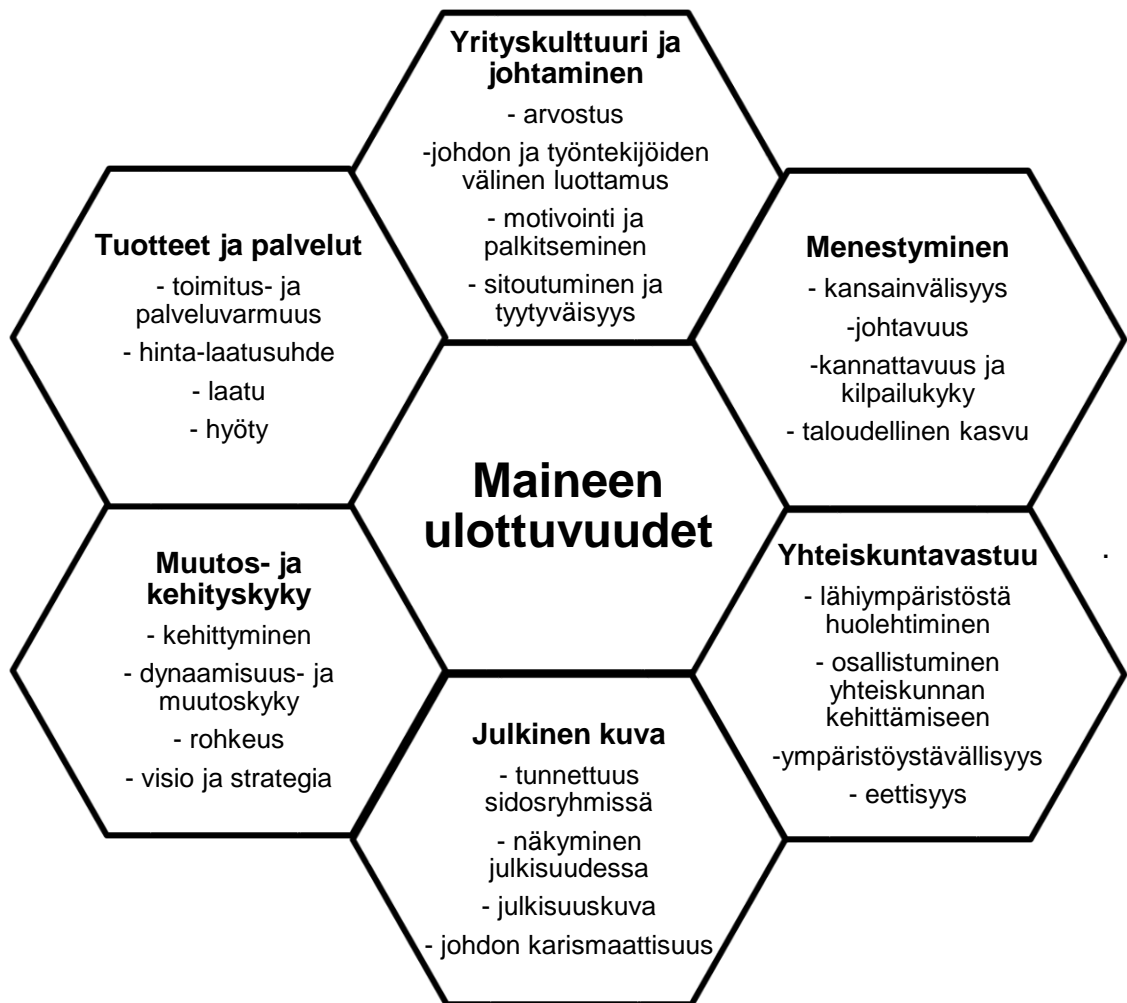 Yrityskulttuuri ja
johtaminen
- arvostus
-johdon ja työntekijöiden
välinen luottamus
- motivointi ja
palkitseminen
- sitoutuminen ja
tyytyväisyys
Tuotteet ja palvelut
- toimitus- ja
palveluvarmuus
- hinta-laatusuhde
- laatu
- hyöty
Menestyminen
- kansainvälisyys
-johtavuus
-kannattavuus ja
kilpailukyky
- taloudellinen kasvu
Maineen
ulottuvuudet
Muutos- ja
kehityskyky
- kehittyminen
- dynaamisuus- ja
muutoskyky
- rohkeus
- visio ja strategia
Yhteiskuntavastuu
- lähiympäristöstä
huolehtiminen
- osallistuminen
yhteiskunnan
kehittämiseen
-ympäristöystävällisyys
- eettisyys
.
Julkinen kuva
- tunnettuus
sidosryhmissä
- näkyminen
julkisuudessa
- julkisuuskuva
- johdon karismaattisuus